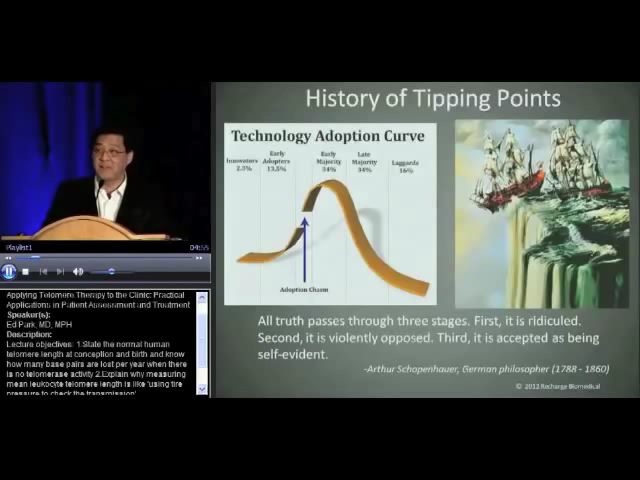 History of Tipping Points
Technology Adoption Curve
Innovators
2.5%
Early
Adopters
13.5%
Early
Majority
34%
Late
Majority
34%
Laggards
16%
Adoption Chasm
Playlist1
04:55
Applying Telomere Therapy to the Clinic: Practical
Applications in Patient Assessment and Treatment
Speaker(s):
Ed Park, MD, MPH
Description:
Lecture objectives: 1.State the normal human
telomere length at conception and birth and know
how many base pairs are lost per year when there
is no telomerase activity 2.Explain why measuring
mean leukocyte telomere length is like 'using tire
pressure to check the transmission'
All truth passes through three stages. First, it is ridiculed.
Second, it is violently opposed. Third, it is accepted as being
self-evident.
-Arthur Schopenhauer, German philosopher (1788 - 1860)
© 2012 Recharge Biomedical